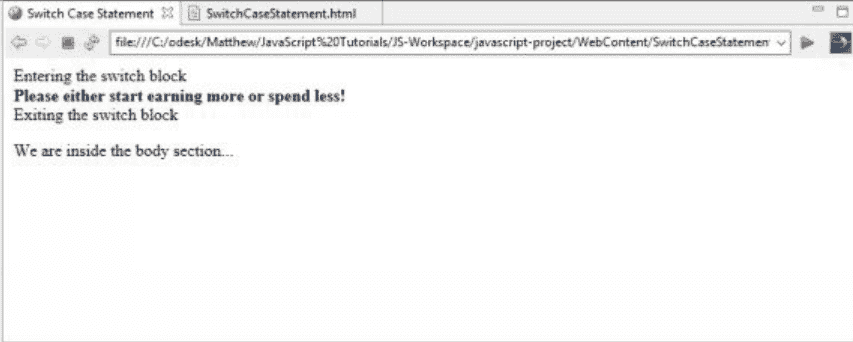 Switch Case Statement
SwitchCaseStatement.html
file:///C:/odesk/Matthew/JavaScript%20Tutorials/JS-Workspace/javascript-project/WebContent/SwitchCaseStatement
Entering the switch block
Please either start earning more or spend less!
Exiting the switch block
We are inside the body section...